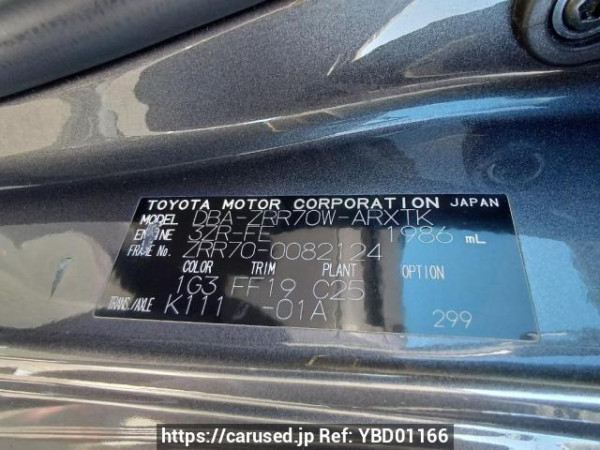 TOYOTA MOTOR CORPORATION JAPAN
MODEL DBA-ZRR70W-ARXTK
ENGINE 3ZR-FE 1986 mL
FRAME No. ZRR70-0082124
COLOR TRIM PLANT OPTION
1G3 FF19 C25
TRANS./AXLE K111 -01A
299
https://carused.jp Ref: YBD01166